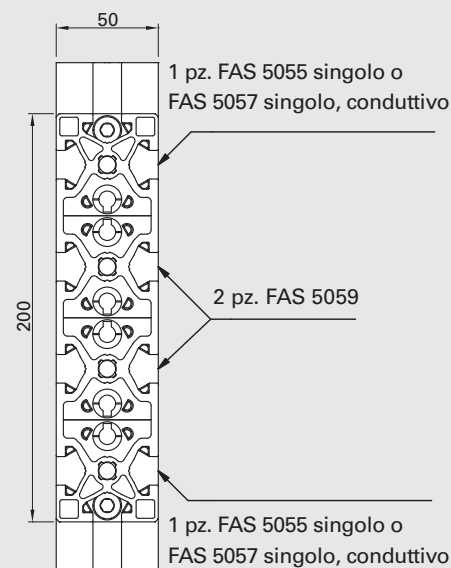 50
1 pz. FAS 5055 singolo o
FAS 5057 singolo, conduttivo
200
2 pz. FAS 5059
1 pz. FAS 5055 singolo o
FAS 5057 singolo, conduttivo